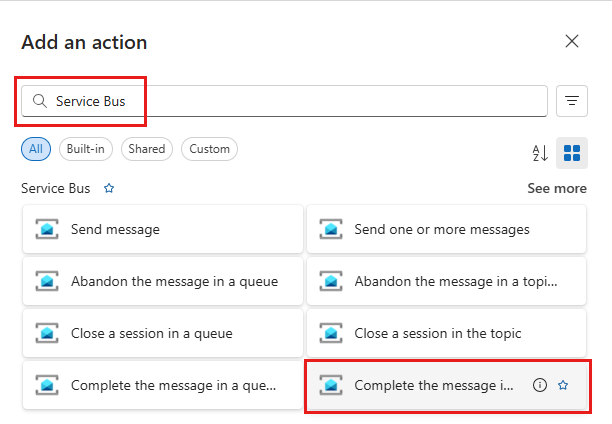 Add an action
Service Bus
All Built-in Shared Custom
Service Bus See more
Send message Send one or more messages
Abandon the message in a queue Abandon the message in a topi...
Close a session in a queue Close a session in the topic
Complete the message in a que... Complete the message i...